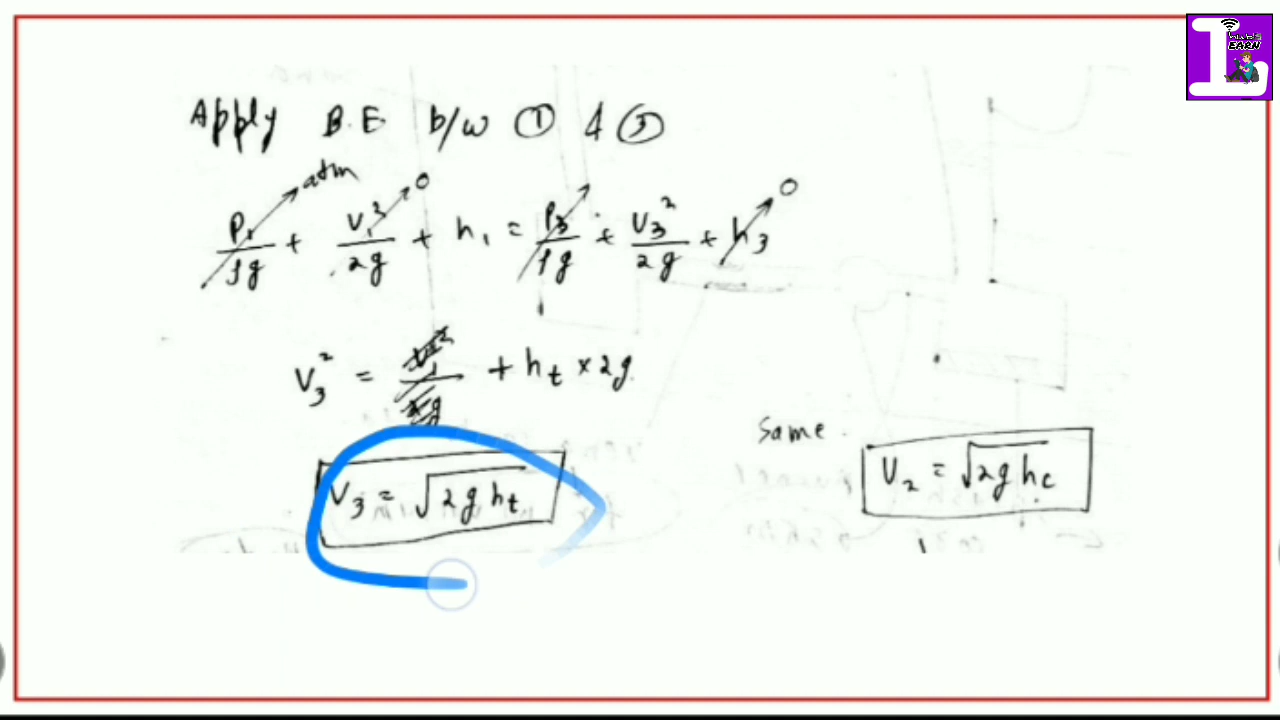 EARN
Apply B.E b/w ① & ③
atm 0 0
P₁/ρg + V₁²/2g + h₁ = P₃/ρg + V₃²/2g + h₃
V₃² = + hₜ × 2g
Same
V₃ = √2g hₜ
V₂ = √2g h_c